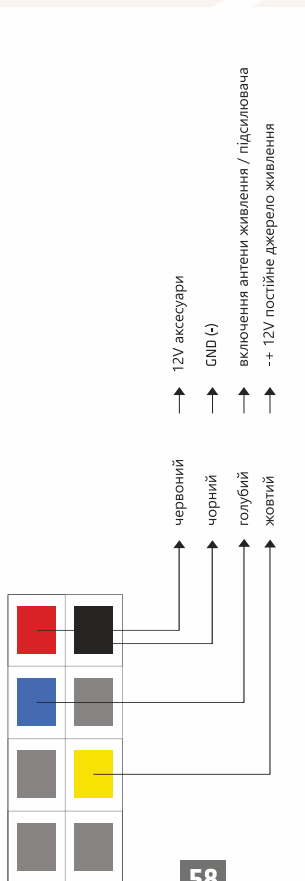 червоний → 12V аксесуари
чорний → GND (-)
голубий → включення антени живлення / підсилювача
жовтий → -+ 12V постійне джерело живлення
58